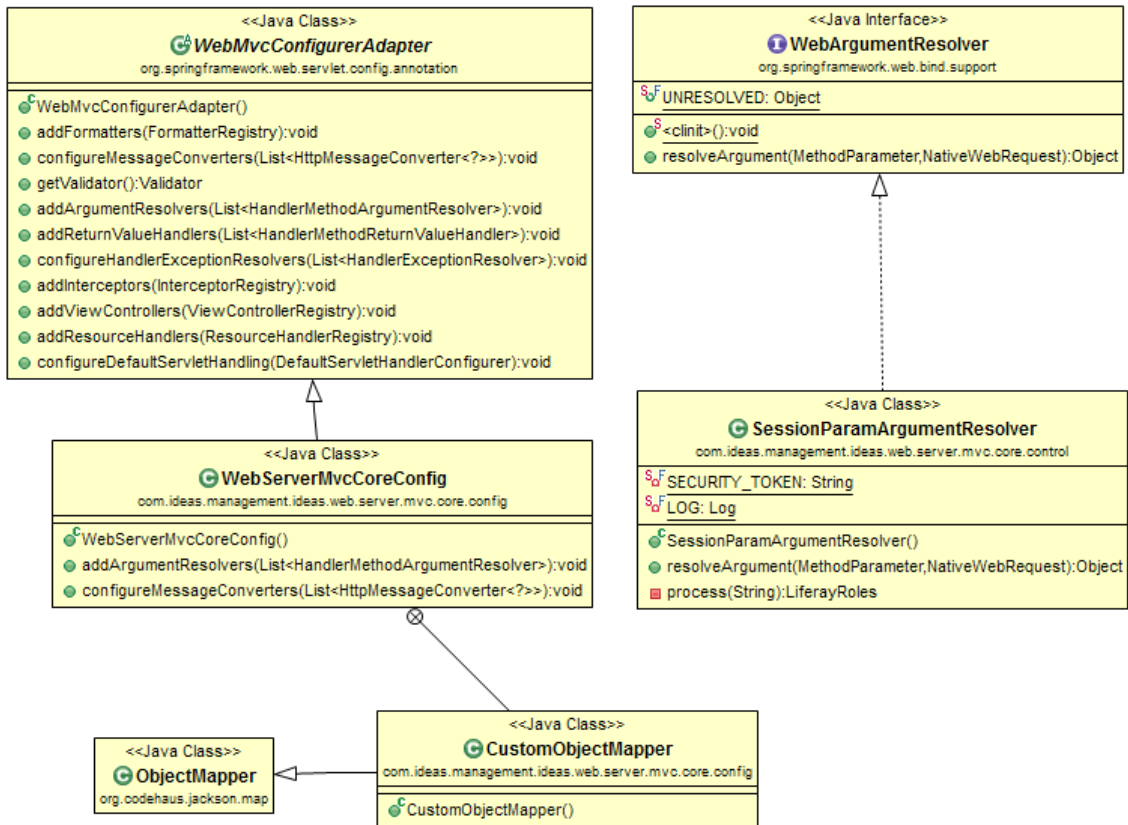 <<Java Class>>
WebMvcConfigurerAdapter
org.springframework.web.servlet.config.annotation
WebMvcConfigurerAdapter()
addFormatters(FormatterRegistry):void
configureMessageConverters(List<HttpMessageConverter<?>>):void
getValidator():Validator
addArgumentResolvers(List<HandlerMethodArgumentResolver>):void
addReturnValueHandlers(List<HandlerMethodReturnValueHandler>):void
configureHandlerExceptionResolvers(List<HandlerExceptionResolver>):void
addInterceptors(InterceptorRegistry):void
addViewControllers(ViewControllerRegistry):void
addResourceHandlers(ResourceHandlerRegistry):void
configureDefaultServletHandling(DefaultServletHandlerConfigurer):void
<<Java Interface>>
WebArgumentResolver
org.springframework.web.bind.support
UNRESOLVED: Object
<clinit>():void
resolveArgument(MethodParameter,NativeWebRequest):Object
<<Java Class>>
WebServerMvcCoreConfig
com.ideas.management.ideas.web.server.mvc.core.config
WebServerMvcCoreConfig()
addArgumentResolvers(List<HandlerMethodArgumentResolver>):void
configureMessageConverters(List<HttpMessageConverter<?>>):void
<<Java Class>>
SessionParamArgumentResolver
com.ideas.management.ideas.web.server.mvc.core.control
SECURITY_TOKEN: String
LOG: Log
SessionParamArgumentResolver()
resolveArgument(MethodParameter,NativeWebRequest):Object
process(String):LiferayRoles
<<Java Class>>
ObjectMapper
org.codehaus.jackson.map
<<Java Class>>
CustomObjectMapper
com.ideas.management.ideas.web.server.mvc.core.config
CustomObjectMapper()